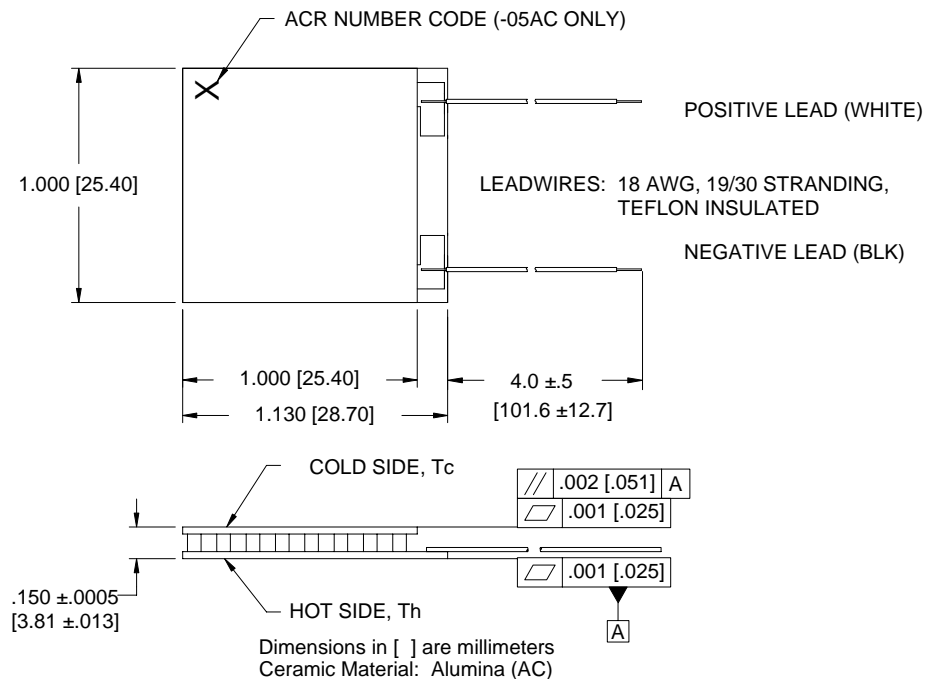 ACR NUMBER CODE (-05AC ONLY)
X
POSITIVE LEAD (WHITE)
1.000 [25.40]
LEADWIRES: 18 AWG, 19/30 STRANDING,
TEFLON INSULATED
NEGATIVE LEAD (BLK)
1.000 [25.40]
4.0 ±.5
[101.6 ±12.7]
1.130 [28.70]
COLD SIDE, Tc
// .002 [.051] A
.001 [.025]
.001 [.025]
.150 ±.0005
[3.81 ±.013]
HOT SIDE, Th
A
Dimensions in [ ] are millimeters
Ceramic Material: Alumina (AC)